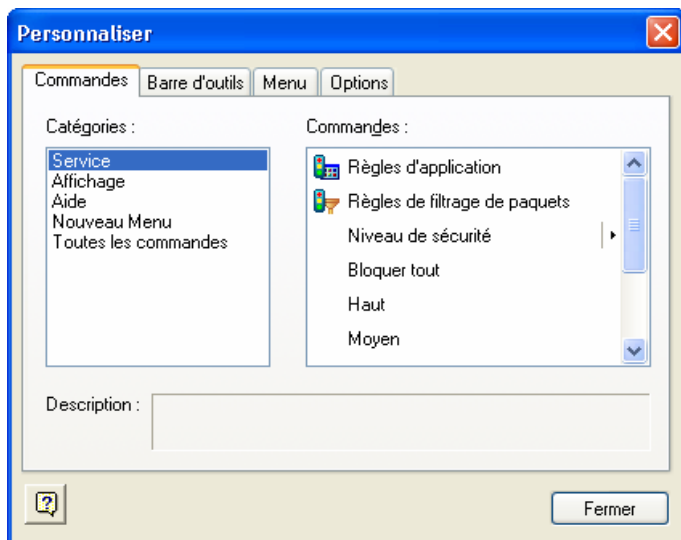 Personnaliser
Commandes
Barre d'outils
Menu
Options
Catégories :
Service
Affichage
Aide
Nouveau Menu
Toutes les commandes
Commandes :
Règles d'application
Règles de filtrage de paquets
Niveau de sécurité
Bloquer tout
Haut
Moyen
Description :
Fermer